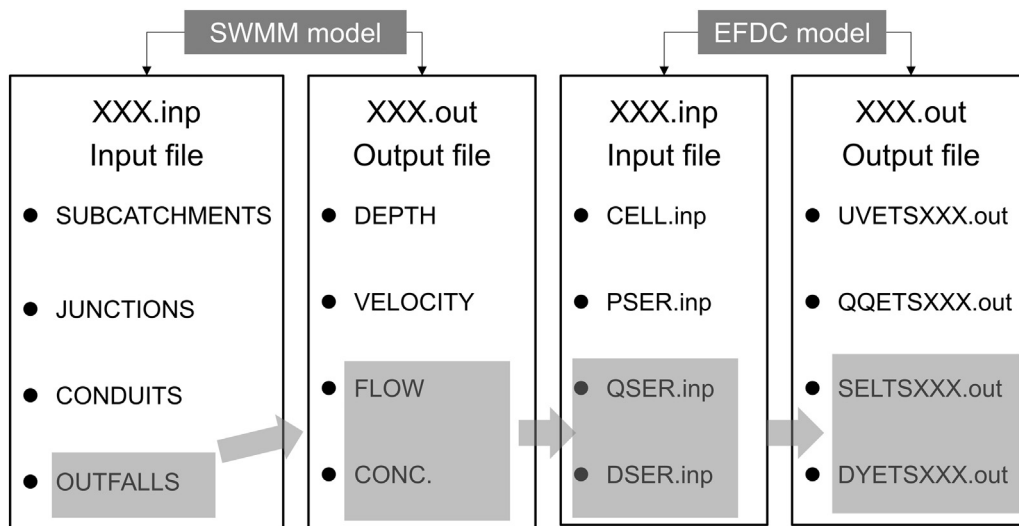 SWMM model
EFDC model
XXX.inp
Input file
SUBCATCHMENTS
JUNCTIONS
CONDUITS
OUTFALLS
XXX.out
Output file
DEPTH
VELOCITY
FLOW
CONC.
XXX.inp
Input file
CELL.inp
PSER.inp
QSER.inp
DSER.inp
XXX.out
Output file
UVETSXXX.out
QQETSXXX.out
SELTSXXX.out
DYETSXXX.out